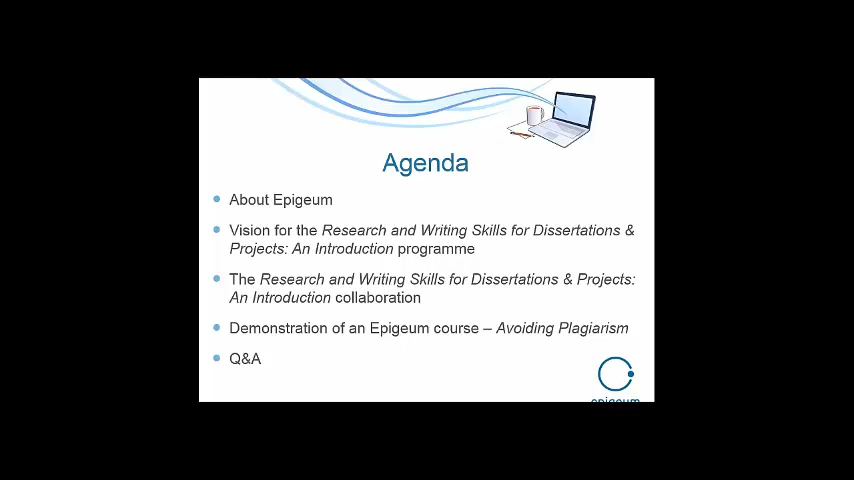 Agenda
About Epigeum
Vision for the Research and Writing Skills for Dissertations &
Projects: An Introduction programme
The Research and Writing Skills for Dissertations & Projects:
An Introduction collaboration
Demonstration of an Epigeum course – Avoiding Plagiarism
Q&A
epigeum